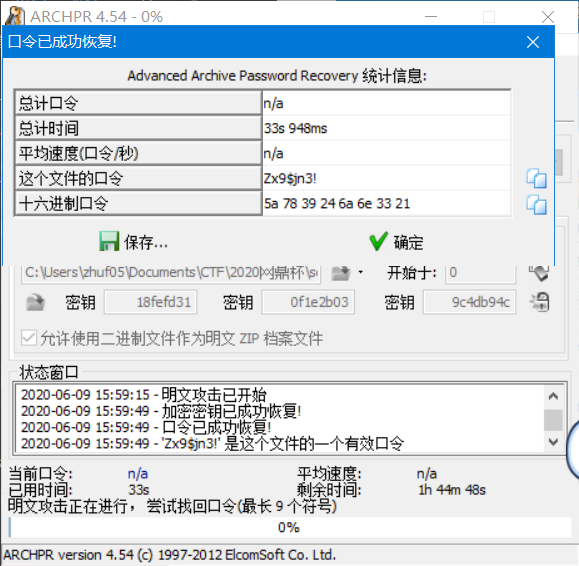 ARCHPR 4.54 - 0%
口令已成功恢复!
Advanced Archive Password Recovery 统计信息:
总计口令 n/a
总计时间 33s 948ms
平均速度(口令/秒) n/a
这个文件的口令 Zx9$jn3!
十六进制口令 5a 78 39 24 6a 6e 33 21
保存... 确定
C:\Users\zhuf05\Documents\CTF\2020网鼎杯\s 开始于: 0
密钥 18fefd31 密钥 0f1e2b03 密钥 9c4db94c
允许使用二进制文件作为明文 ZIP 档案文件
状态窗口
2020-06-09 15:59:15 - 明文攻击已开始
2020-06-09 15:59:49 - 加密密钥已成功恢复!
2020-06-09 15:59:49 - 口令已成功恢复!
2020-06-09 15:59:49 - 'Zx9$jn3!' 是这个文件的一个有效口令
当前口令: n/a 平均速度: n/a
已用时间: 33s 剩余时间: 1h 44m 48s
明文攻击正在进行，尝试找回口令(最长 9 个符号)
0%
ARCHPR version 4.54 (c) 1997-2012 ElcomSoft Co. Ltd.